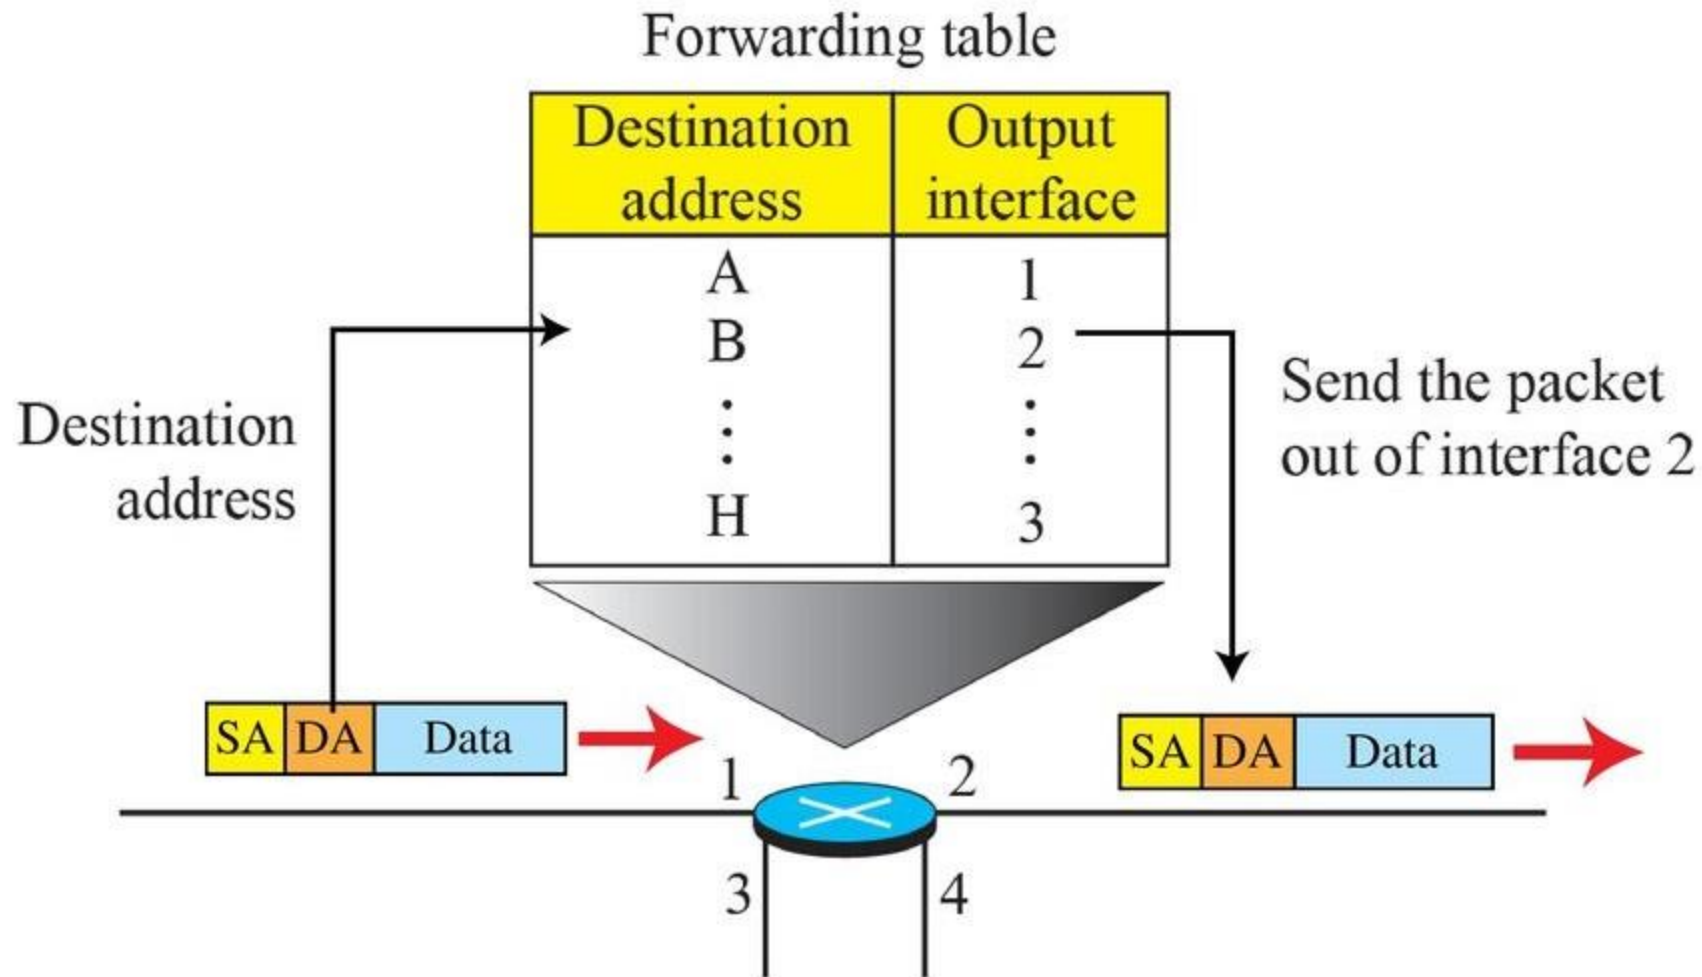 Forwarding table
Destination address
Output interface
A 1
B 2
H 3
Destination
address
Send the packet
out of interface 2
SA DA Data
SA DA Data
1
2
3
4